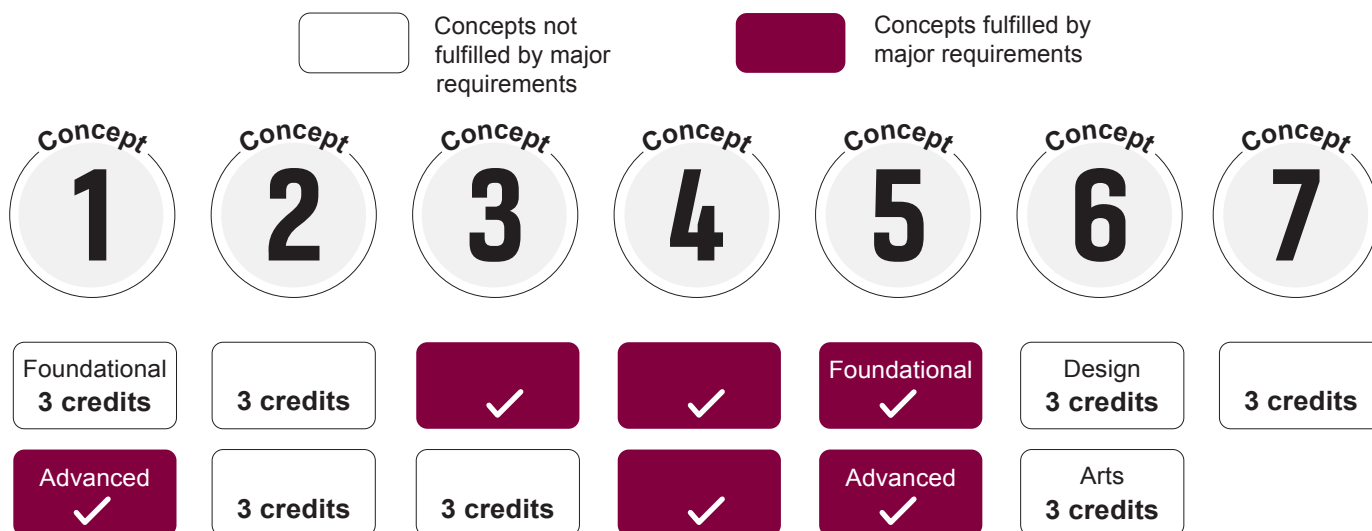 Concepts not
fulfilled by major
requirements
Concepts fulfilled by
major requirements
Concept
1
Concept
2
Concept
3
Concept
4
Concept
5
Concept
6
Concept
7
Foundational
3 credits
3 credits
Foundational
Design
3 credits
3 credits
Advanced
3 credits
3 credits
Advanced
Arts
3 credits